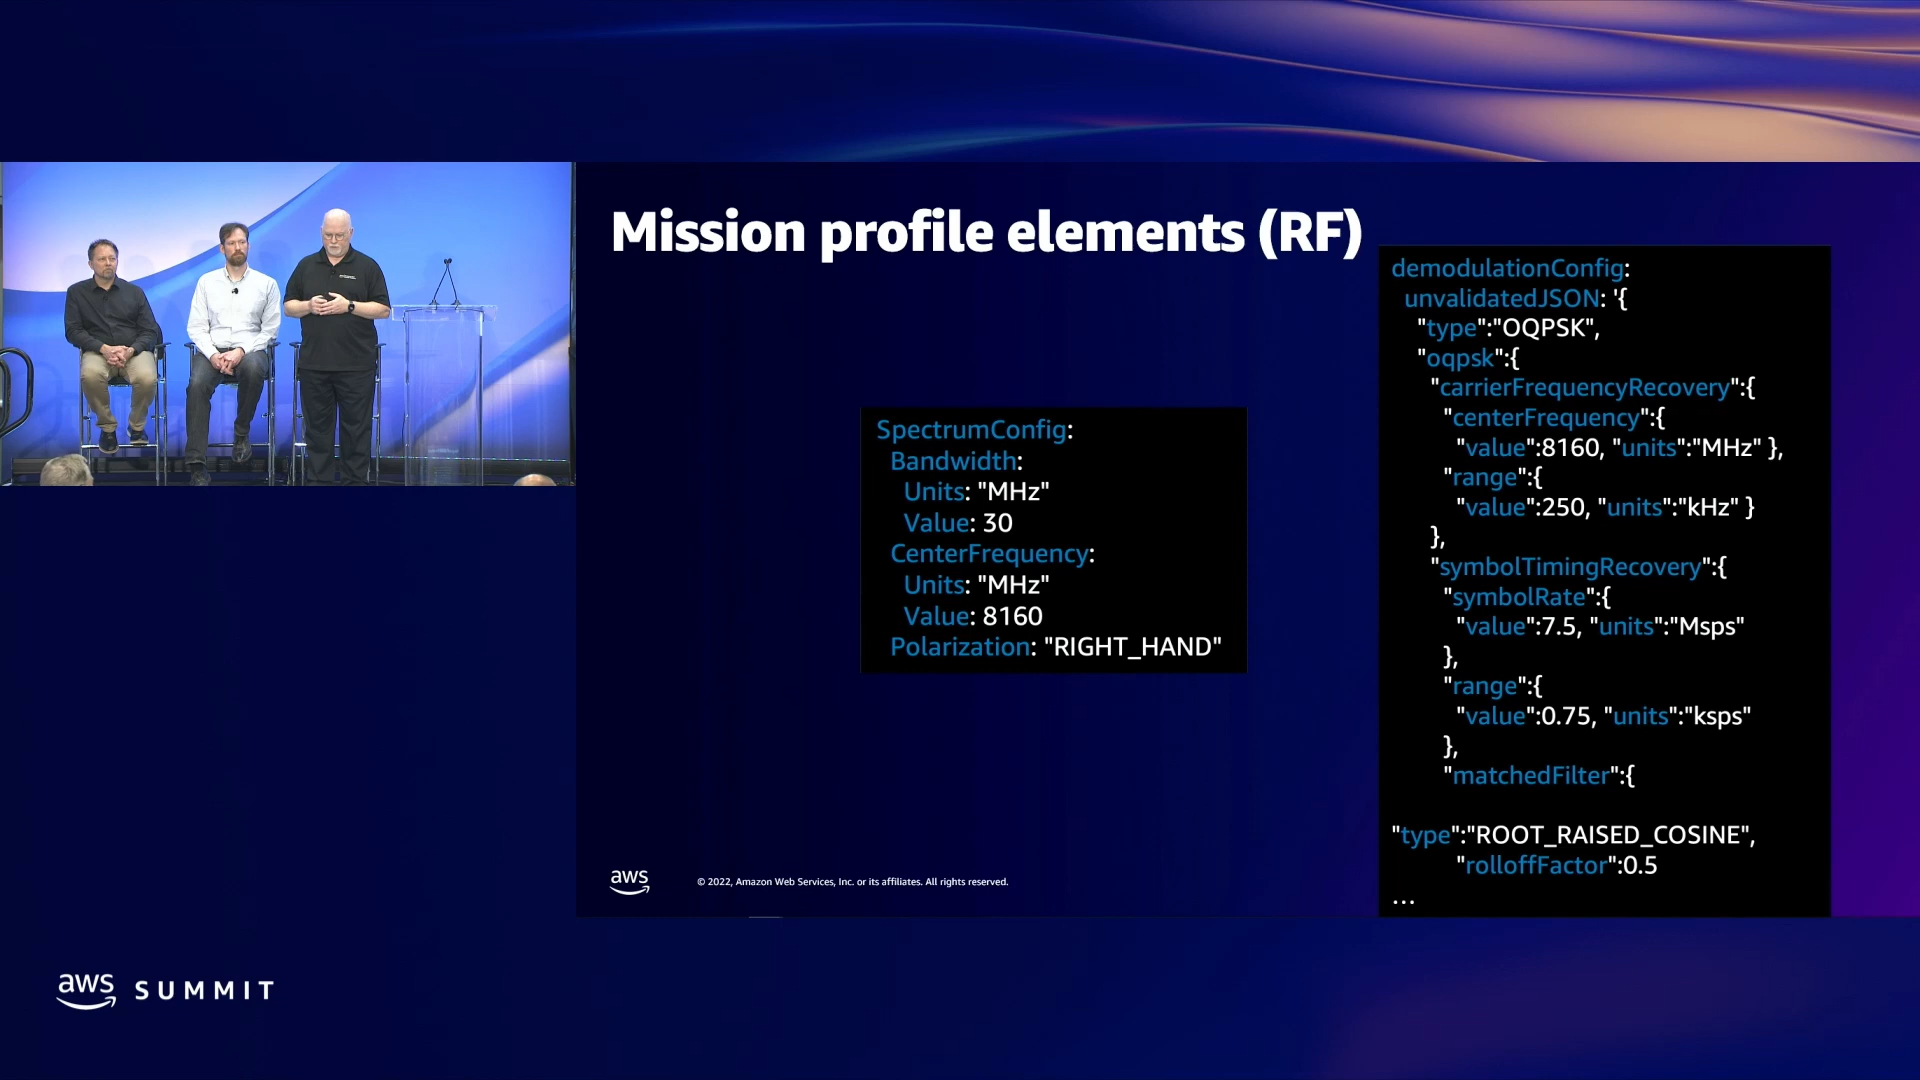 Mission profile elements (RF)
SpectrumConfig:
Bandwidth:
Units: "MHz"
Value: 30
CenterFrequency:
Units: "MHz"
Value: 8160
Polarization: "RIGHT_HAND"
demodulationConfig:
unvalidatedJSON: '{
"type":"OQPSK",
"oqpsk":{
"carrierFrequencyRecovery":{
"centerFrequency":{
"value":8160, "units":"MHz" },
"range":{
"value":250, "units":"kHz" }
},
"symbolTimingRecovery":{
"symbolRate":{
"value":7.5, "units":"Msps"
},
"range":{
"value":0.75, "units":"ksps"
},
"matchedFilter":{
"type":"ROOT_RAISED_COSINE",
"rolloffFactor":0.5
...
aws
© 2022, Amazon Web Services, Inc. or its affiliates. All rights reserved.
aws SUMMIT